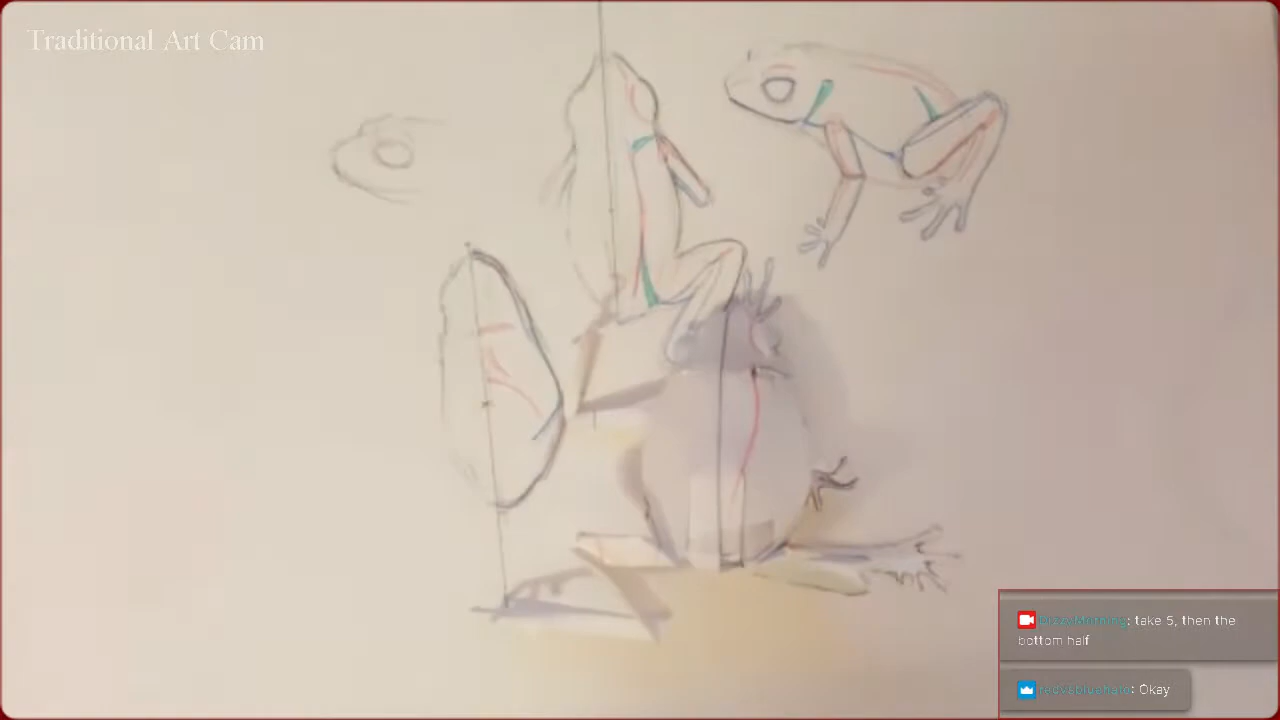 Traditional Art Cam
: take 5, then the
bottom half
: Okay